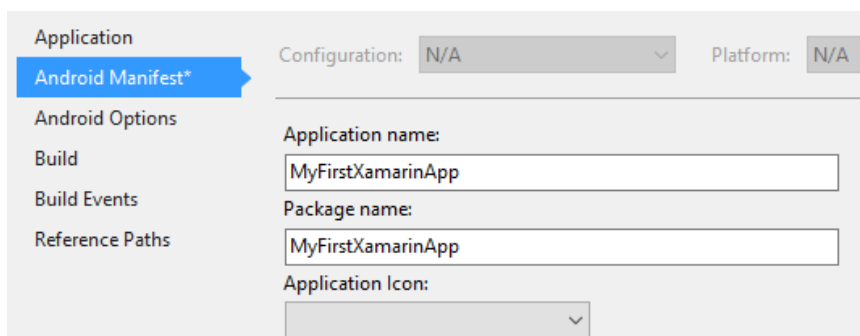 Application
Android Manifest*
Android Options
Build
Build Events
Reference Paths
Configuration: N/A Platform: N/A
Application name:
MyFirstXamarinApp
Package name:
MyFirstXamarinApp
Application Icon: